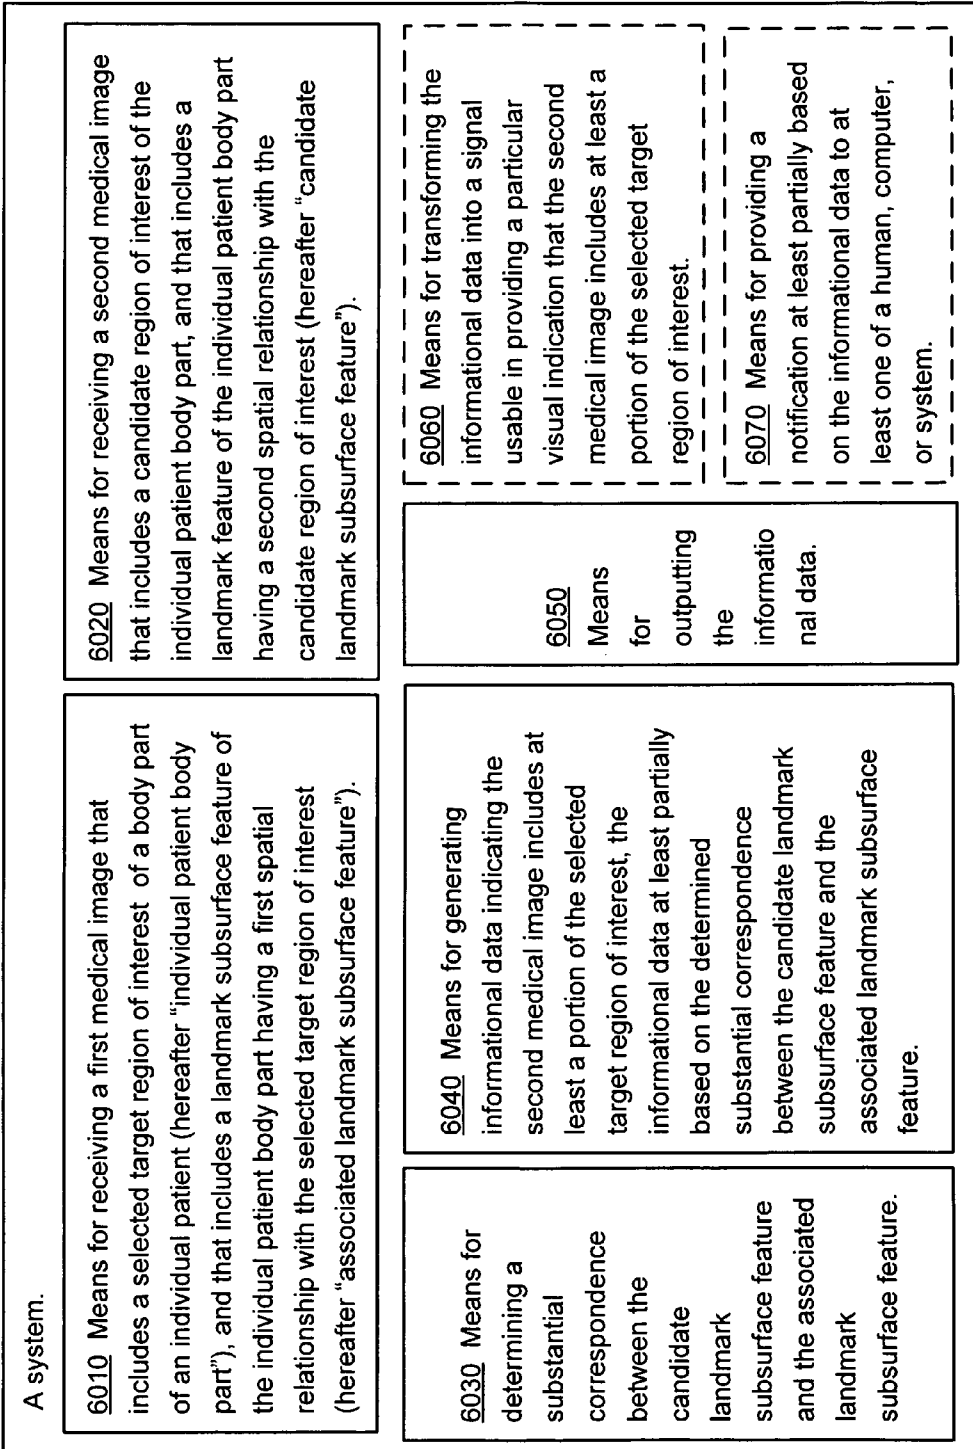 A system.
6010 Means for receiving a first medical image that
includes a selected target region of interest of a body part
of an individual patient (hereafter “individual patient body
part”), and that includes a landmark subsurface feature of
the individual patient body part having a first spatial
relationship with the selected target region of interest
(hereafter “associated landmark subsurface feature”).
6020 Means for receiving a second medical image
that includes a candidate region of interest of the
individual patient body part, and that includes a
landmark feature of the individual patient body part
having a second spatial relationship with the
candidate region of interest (hereafter “candidate
landmark subsurface feature”).
6030 Means for
determining a
substantial
correspondence
between the
candidate
landmark
subsurface feature
and the associated
landmark
subsurface feature.
6040 Means for generating
informational data indicating the
second medical image includes at
least a portion of the selected
target region of interest, the
informational data at least partially
based on the determined
substantial correspondence
between the candidate landmark
subsurface feature and the
associated landmark subsurface
feature.
6050
Means
for
outputting
the
informatio
nal data.
6060 Means for transforming the
informational data into a signal
usable in providing a particular
visual indication that the second
medical image includes at least a
portion of the selected target
region of interest.
6070 Means for providing a
notification at least partially based
on the informational data to at
least one of a human, computer,
or system.